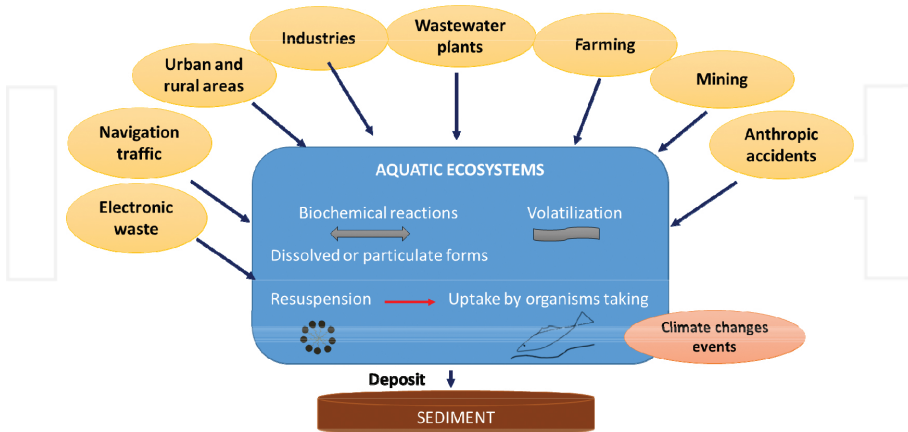 Industries
Wastewater
plants
Farming
Urban and
rural areas
Mining
Navigation
traffic
Anthropic
accidents
Electronic
waste
AQUATIC ECOSYSTEMS
Biochemical reactions
Volatilization
Dissolved or particulate forms
Resuspension
Uptake by organisms taking
Climate changes
events
Deposit
SEDIMENT